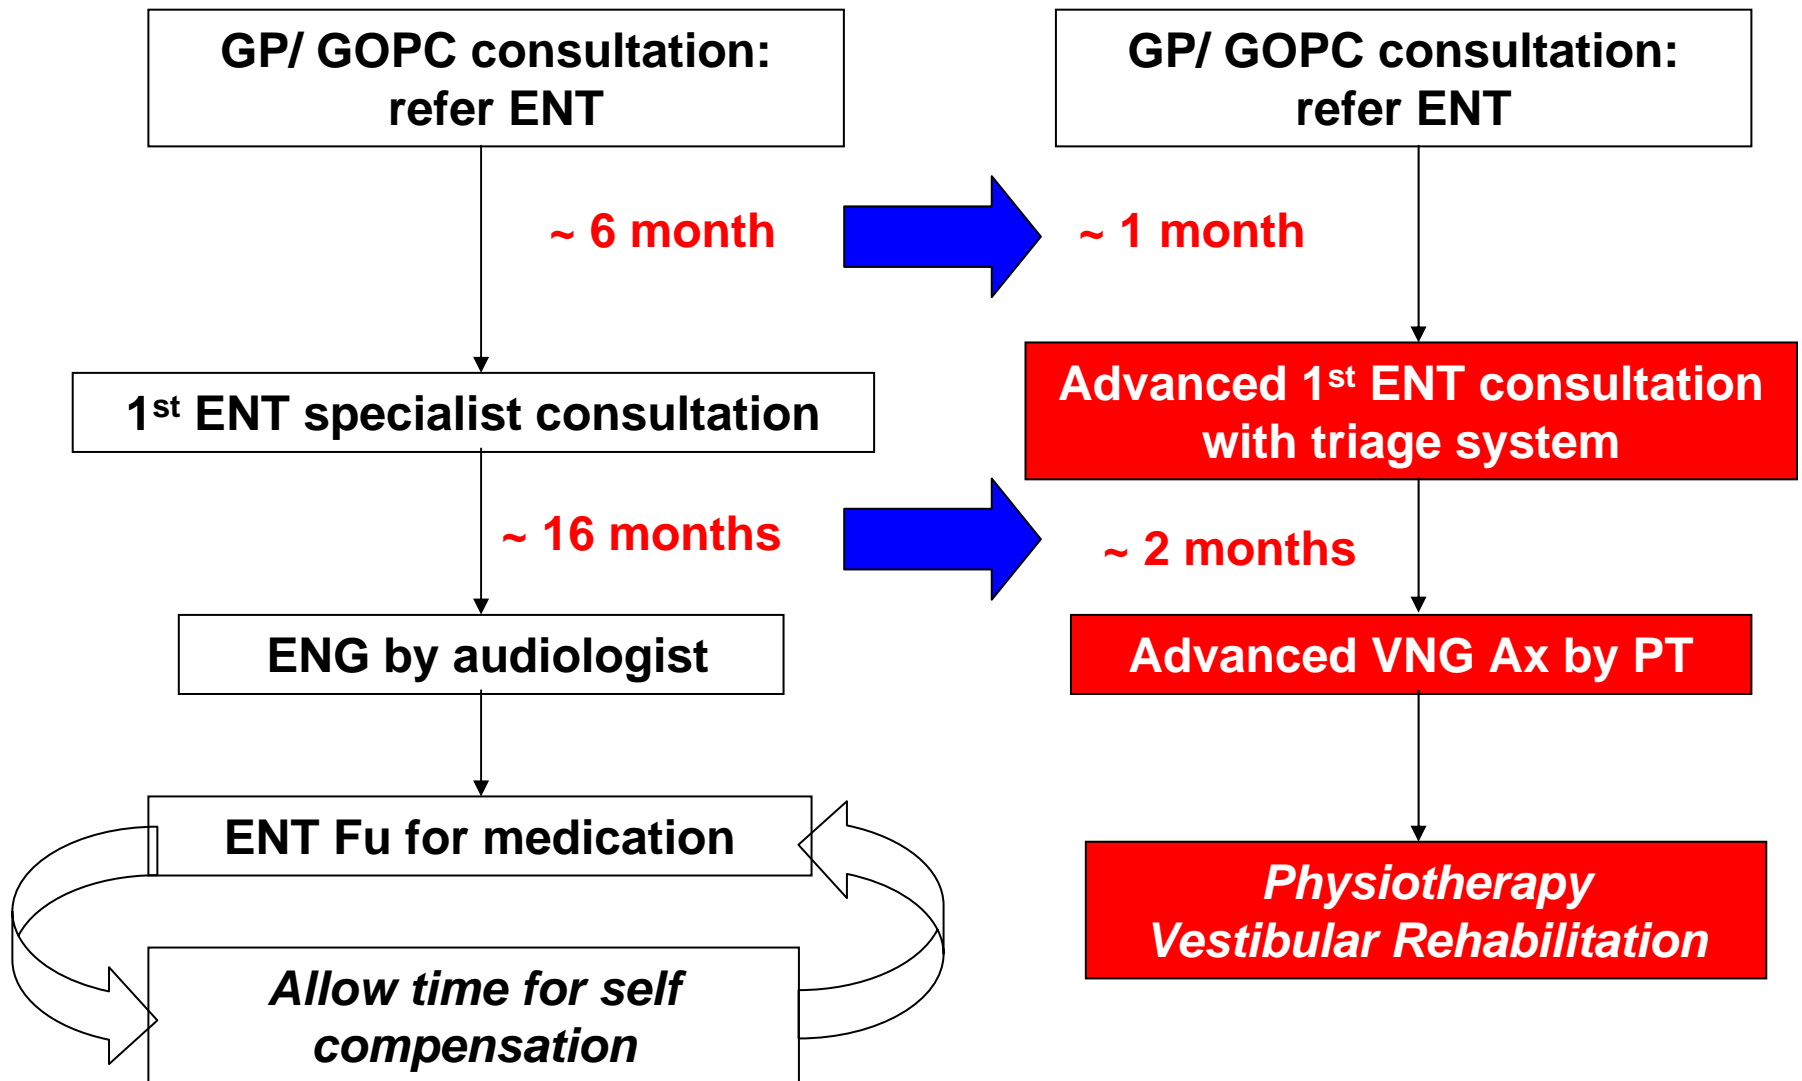 GP/ GOPC consultation:
refer ENT
~ 6 month
1st ENT specialist consultation
~ 16 months
ENG by audiologist
ENT Fu for medication
Allow time for self
compensation
GP/ GOPC consultation:
refer ENT
~ 1 month
Advanced 1st ENT consultation
with triage system
~ 2 months
Advanced VNG Ax by PT
Physiotherapy
Vestibular Rehabilitation